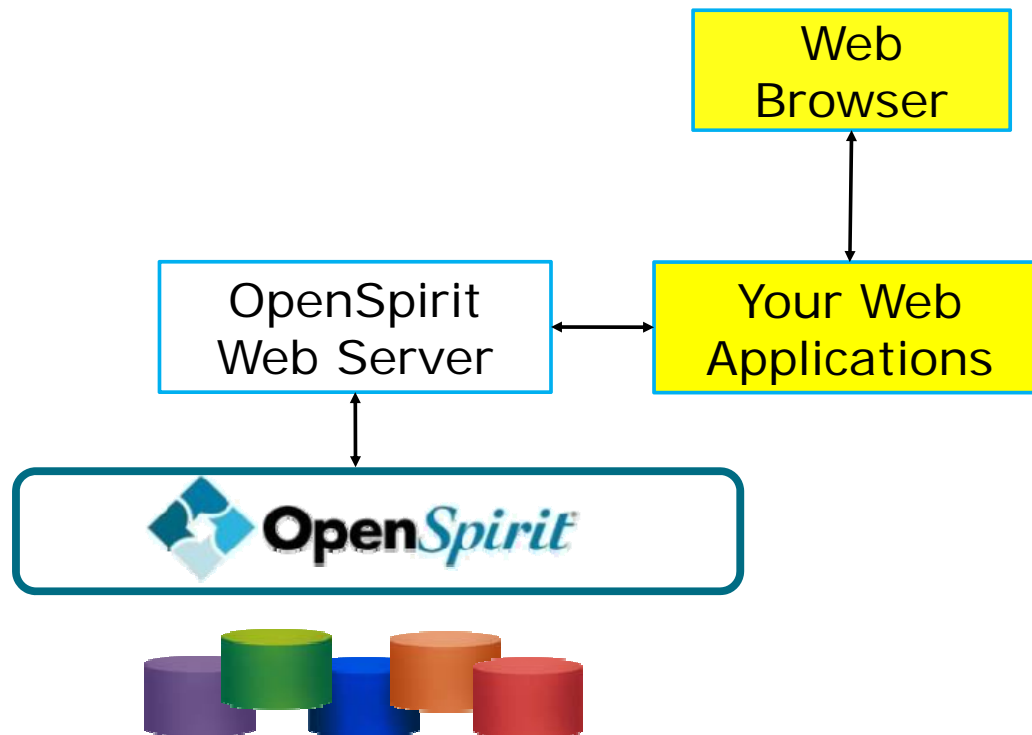 Web
Browser
OpenSpirit
Web Server
Your Web
Applications
OpenSpirit